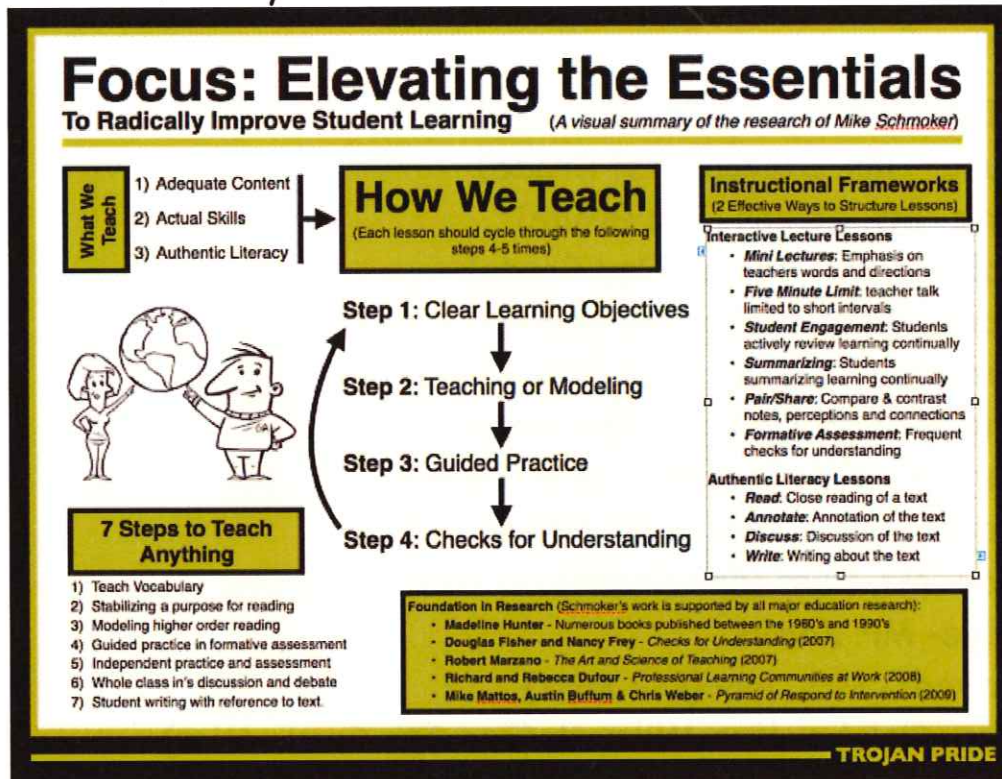 Focus: Elevating the Essentials
To Radically Improve Student Learning (A visual summary of the research of Mike Schmoker)
What We
Teach
1) Adequate Content
2) Actual Skills
3) Authentic Literacy
How We Teach
(Each lesson should cycle through the following
steps 4-5 times)
Step 1: Clear Learning Objectives
Step 2: Teaching or Modeling
Step 3: Guided Practice
Step 4: Checks for Understanding
Instructional Frameworks
(2 Effective Ways to Structure Lessons)
Interactive Lecture Lessons
• Mini Lectures: Emphasis on
teachers words and directions
• Five Minute Limit: teacher talk
limited to short intervals
• Student Engagement: Students
actively review learning continually
• Summarizing: Students
summarizing learning continually
• Pair/Share: Compare & contrast
notes, perceptions and connections
• Formative Assessment: Frequent
checks for understanding
Authentic Literacy Lessons
• Read: Close reading of a text
• Annotate: Annotation of the text
• Discuss: Discussion of the text
• Write: Writing about the text
7 Steps to Teach
Anything
1) Teach Vocabulary
2) Stabilizing a purpose for reading
3) Modeling higher order reading
4) Guided practice in formative assessment
5) Independent practice and assessment
6) Whole class in's discussion and debate
7) Student writing with reference to text.
Foundation in Research (Schmoker's work is supported by all major education research):
• Madeline Hunter - Numerous books published between the 1960's and 1990's
• Douglas Fisher and Nancy Frey - Checks for Understanding (2007)
• Robert Marzano - The Art and Science of Teaching (2007)
• Richard and Rebecca Dufour - Professional Learning Communities at Work (2008)
• Mike Mattos, Austin Buffum & Chris Weber - Pyramid of Respond to Intervention (2009)
TROJAN PRIDE